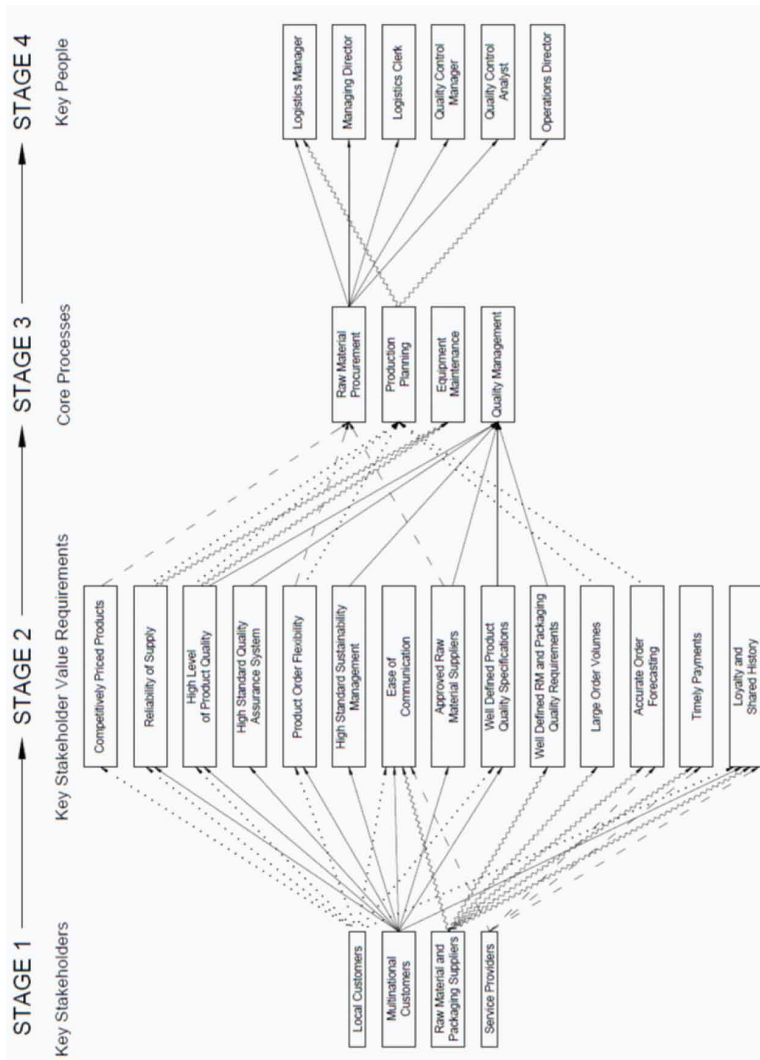 STAGE 1
STAGE 2
STAGE 3
STAGE 4
Key Stakeholders
Key Stakeholder Value Requirements
Core Processes
Key People
Local Customers
Multinational
Customers
Raw Material and
Packaging Suppliers
Service Providers
Competitively Priced Products
Reliability of Supply
High Level
of Product Quality
High Standard Quality
Assurance System
Product Order Flexibility
High Standard Sustainability
Management
Ease of
Communication
Approved Raw
Material Suppliers
Well Defined Product
Quality Specifications
Well Defined RM and Packaging
Quality Requirements
Large Order Volumes
Accurate Order
Forecasting
Timely Payments
Loyalty and
Shared History
Raw Material
Procurement
Production
Planning
Equipment
Maintenance
Quality Management
Logistics Manager
Managing Director
Logistics Clerk
Quality Control
Manager
Quality Control
Analyst
Operations Director